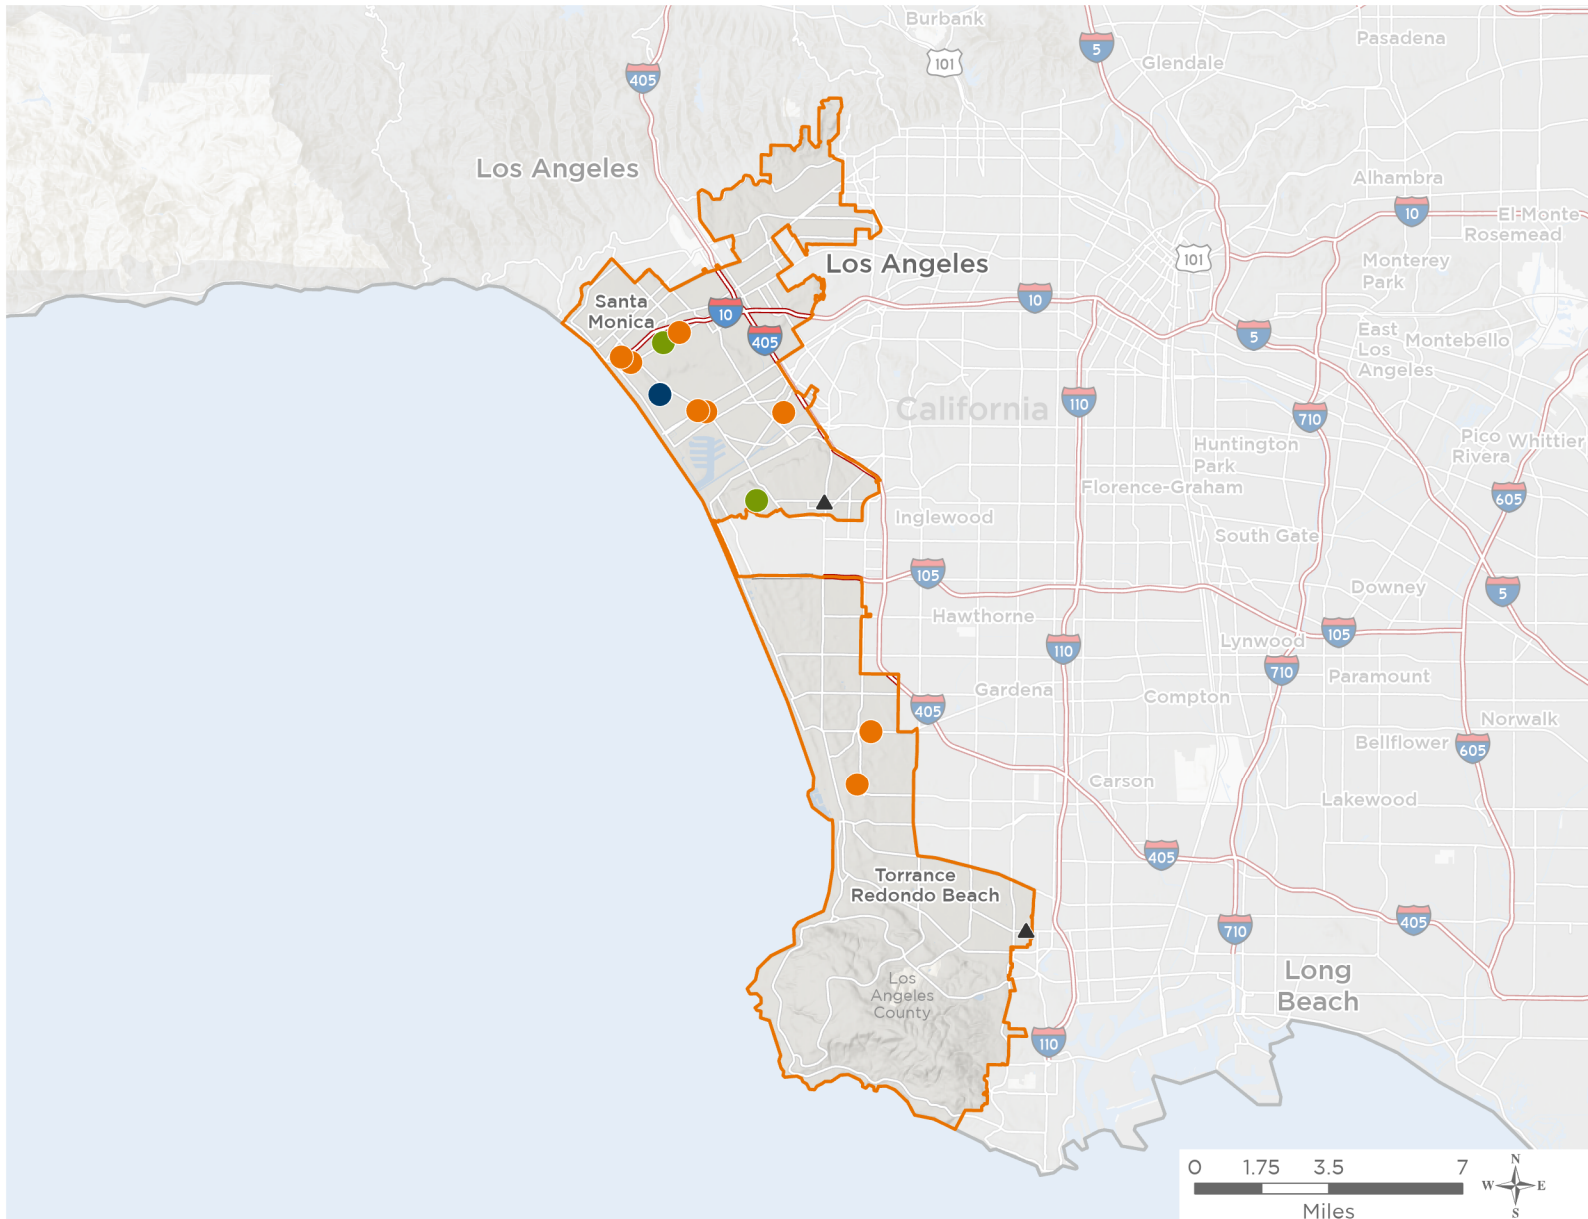 Burbank
101
5
Pasadena
Glendale
405
Los Angeles
Alhambra
10
El Monte
Rosemead
101
Monterey
Park
Los Angeles
Santa
Monica
10
10
5
405
East
Los
Angeles
Montebello
California
110
710
Huntington
Park
Pico
Rivera
Whittier
Florence-Graham
605
Inglewood
South Gate
105
Downey
5
Hawthorne
105
Lynwood
110
710
Paramount
Gardena
Compton
405
Norwalk
Bellflower
605
Carson
Lakewood
405
Torrance
Redondo Beach
405
710
Los
Angeles
County
Long
Beach
110
0 1.75 3.5 7
Miles
N
W E
S